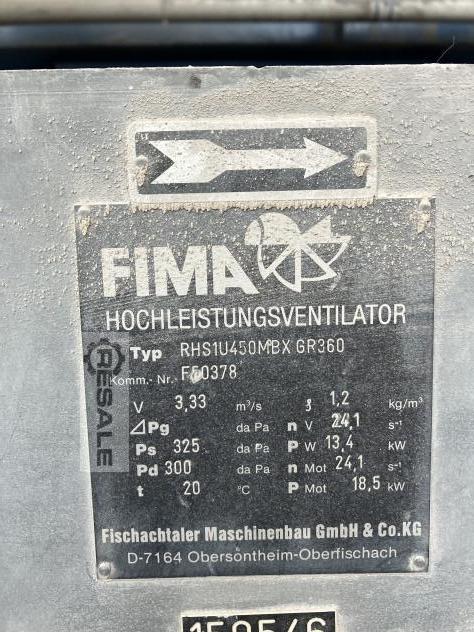 FIMA
HOCHLEISTUNGSVENTILATOR
Typ RHS1U450MBX GR360
Komm.- Nr. F50378
V 3,33 m³/s ϱ 1,2 kg/m³
⊿Pg da Pa n V 24,1 s⁻¹
Ps 325 da Pa P W 13,4 kW
Pd 300 da Pa n Mot 24,1 s⁻¹
t 20 °C P Mot 18,5 kW
RESALE
Fischachtaler Maschinenbau GmbH & Co.KG
D-7164 Obersontheim-Oberfischach